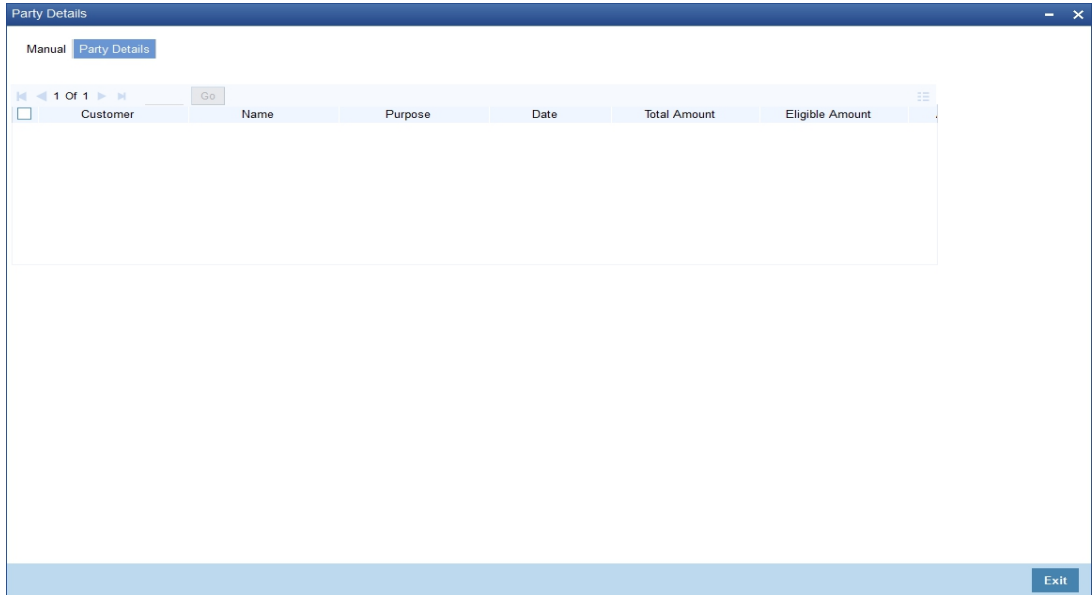 Party Details
Manual Party Details
1 Of 1 Go
Customer Name Purpose Date Total Amount Eligible Amount
Exit